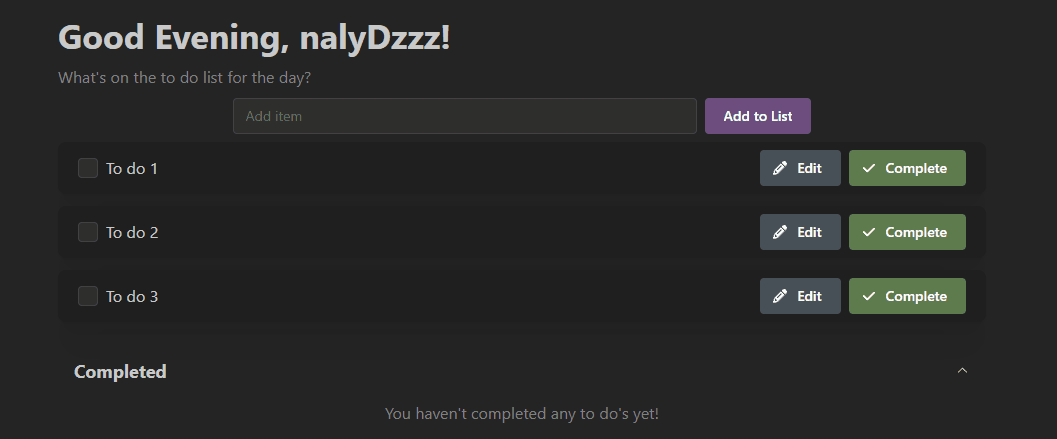 Good Evening, nalyDzzz!
What's on the to do list for the day?
Add item Add to List
To do 1 Edit Complete
To do 2 Edit Complete
To do 3 Edit Complete
Completed
You haven't completed any to do's yet!